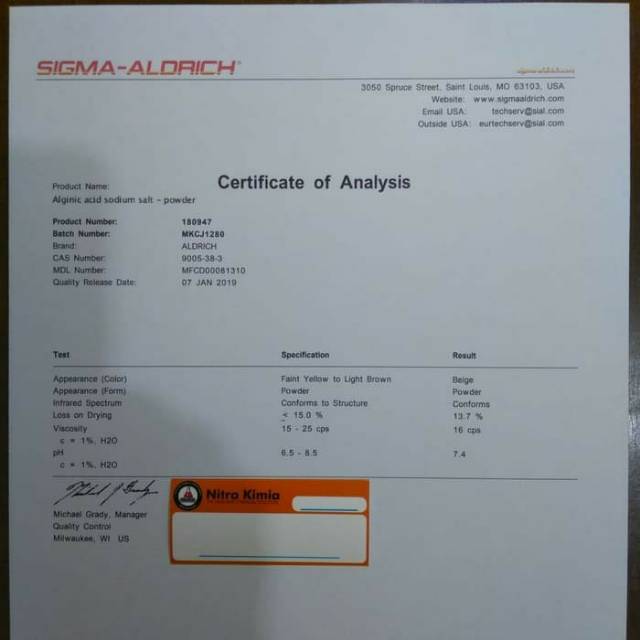 SIGMA-ALDRICH®
sigma-aldrich.com
3050 Spruce Street, Saint Louis, MO 63103, USA
Website: www.sigmaaldrich.com
Email USA: techserv@sial.com
Outside USA: eurtechserv@sial.com
Certificate of Analysis
Product Name:
Alginic acid sodium salt - powder
Product Number: 180947
Batch Number: MKCJ1280
Brand: ALDRICH
CAS Number: 9005-38-3
MDL Number: MFCD00081310
Quality Release Date: 07 JAN 2019
Test Specification Result
Appearance (Color) Faint Yellow to Light Brown Beige
Appearance (Form) Powder Powder
Infrared Spectrum Conforms to Structure Conforms
Loss on Drying < 15.0 % 13.7 %
Viscosity 15 - 25 cps 16 cps
c = 1%, H2O
pH 6.5 - 8.5 7.4
c = 1%, H2O
Michael Grady, Manager
Quality Control
Milwaukee, WI US
Nitro Kimia